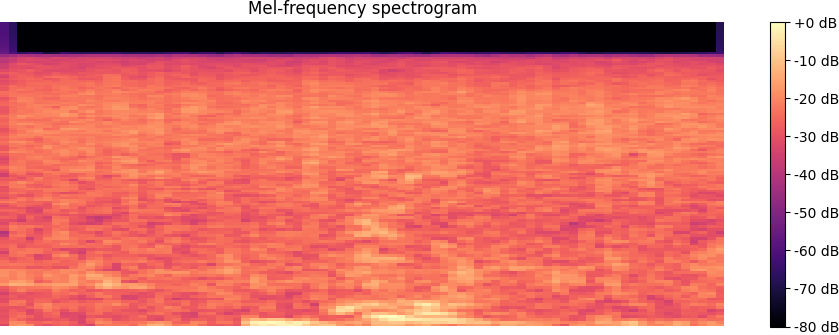 Mel-frequency spectrogram
+0 dB
-10 dB
-20 dB
-30 dB
-40 dB
-50 dB
-60 dB
-70 dB
-80 dB